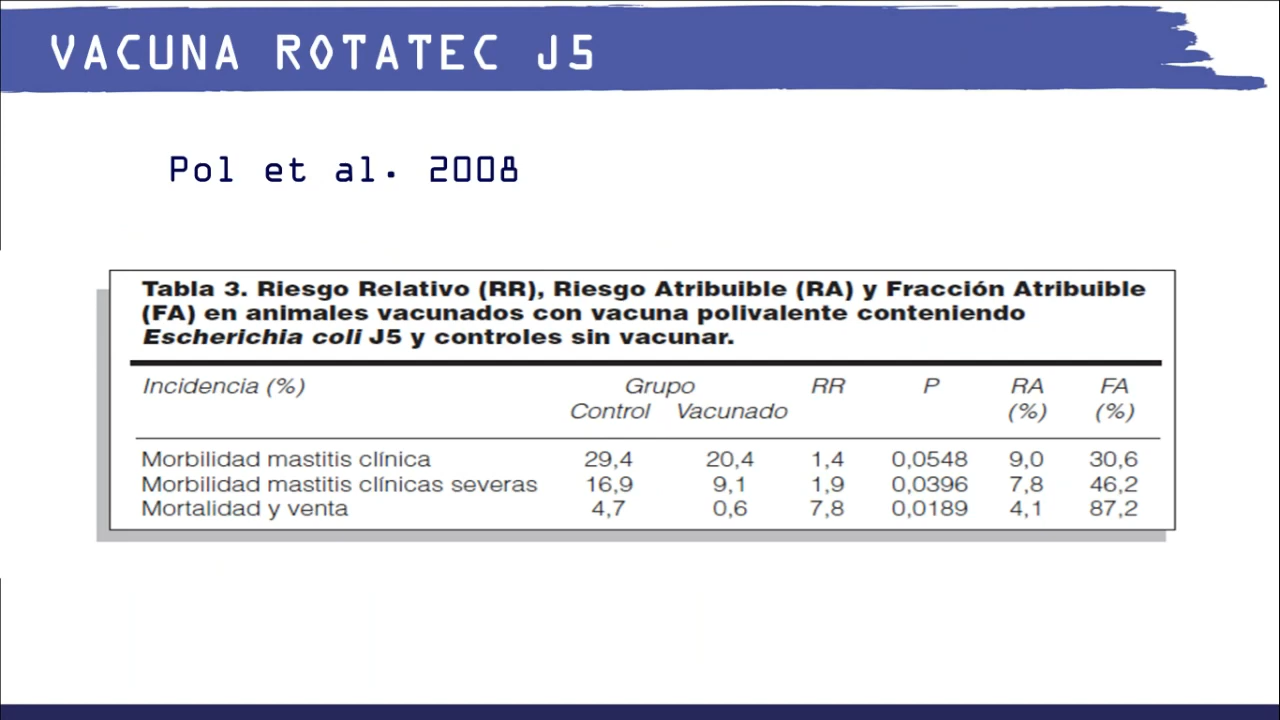 VACUNA ROTATEC J5
Pol et al. 2008
Tabla 3. Riesgo Relativo (RR), Riesgo Atribuible (RA) y Fracción Atribuible
(FA) en animales vacunados con vacuna polivalente conteniendo
Escherichia coli J5 y controles sin vacunar.
Incidencia (%) Grupo RR P RA FA
Control Vacunado (%) (%)
Morbilidad mastitis clínica 29,4 20,4 1,4 0,0548 9,0 30,6
Morbilidad mastitis clínicas severas 16,9 9,1 1,9 0,0396 7,8 46,2
Mortalidad y venta 4,7 0,6 7,8 0,0189 4,1 87,2